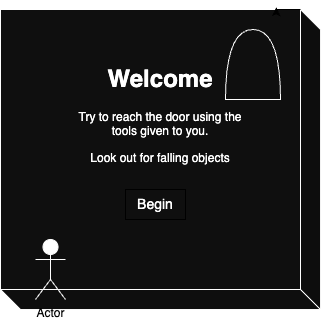 Welcome
Try to reach the door using the
tools given to you.
Look out for falling objects
Begin
Actor